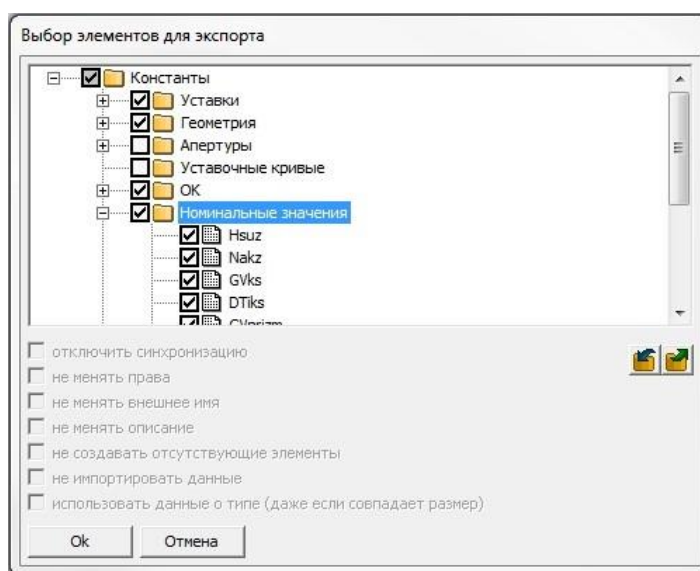 Выбор элементов для экспорта
Константы
Уставки
Геометрия
Апертуры
Уставочные кривые
ОК
Номинальные значения
Hsuz
Nakz
GVks
DTiks
GVprizm
отключить синхронизацию
не менять права
не менять внешнее имя
не менять описание
не создавать отсутствующие элементы
не импортировать данные
использовать данные о типе (даже если совпадает размер)
Ok
Отмена